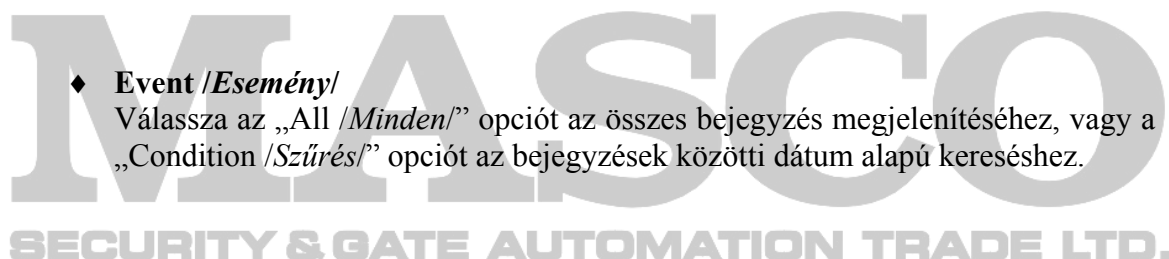 MASCO
♦ Event /Esemény/
Válassza az „All /Minden/” opciót az összes bejegyzés megjelenítéséhez, vagy a
„Condition /Szűrés/” opciót az bejegyzések közötti dátum alapú kereséshez.
SECURITY & GATE AUTOMATION TRADE LTD.